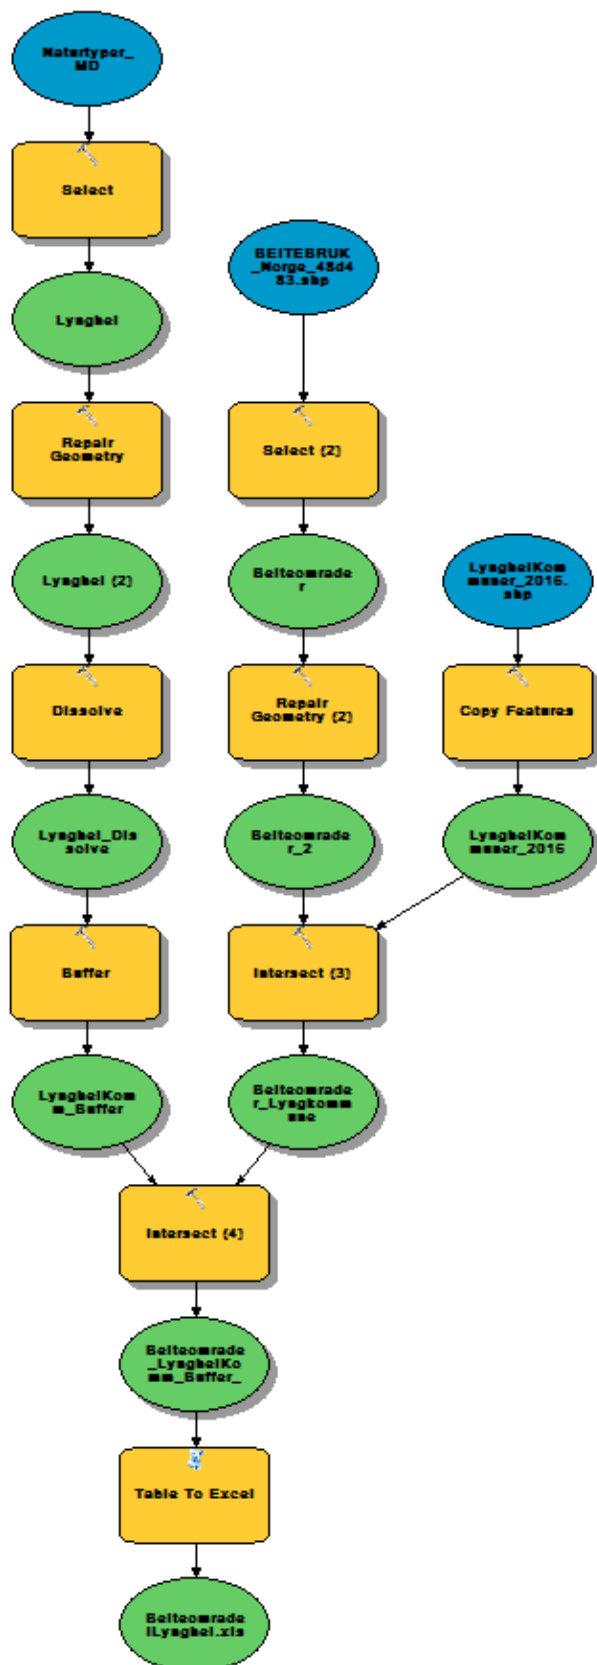 Naturtyper_
MD
Select
Lynghei
Repair
Geometry
Lynghei (2)
Dissolve
Lynghei_Dis
solve
Buffer
LyngheiKom
m_Buffer
BEITEBRUK
_Norge_48d4
83.shp
Select (2)
Beiteomrade
r
Repair
Geometry (2)
Beiteomrade
r_2
LyngheiKom
muner_2016.
shp
Copy Features
LyngheiKom
muner_2016
Intersect (3)
Beiteomrade
r_Lyngkomm
une
Intersect (4)
Beiteomrade
_LyngheiKo
mm_Buffer_
Table To Excel
Beiteomrade
iLynghei.xls